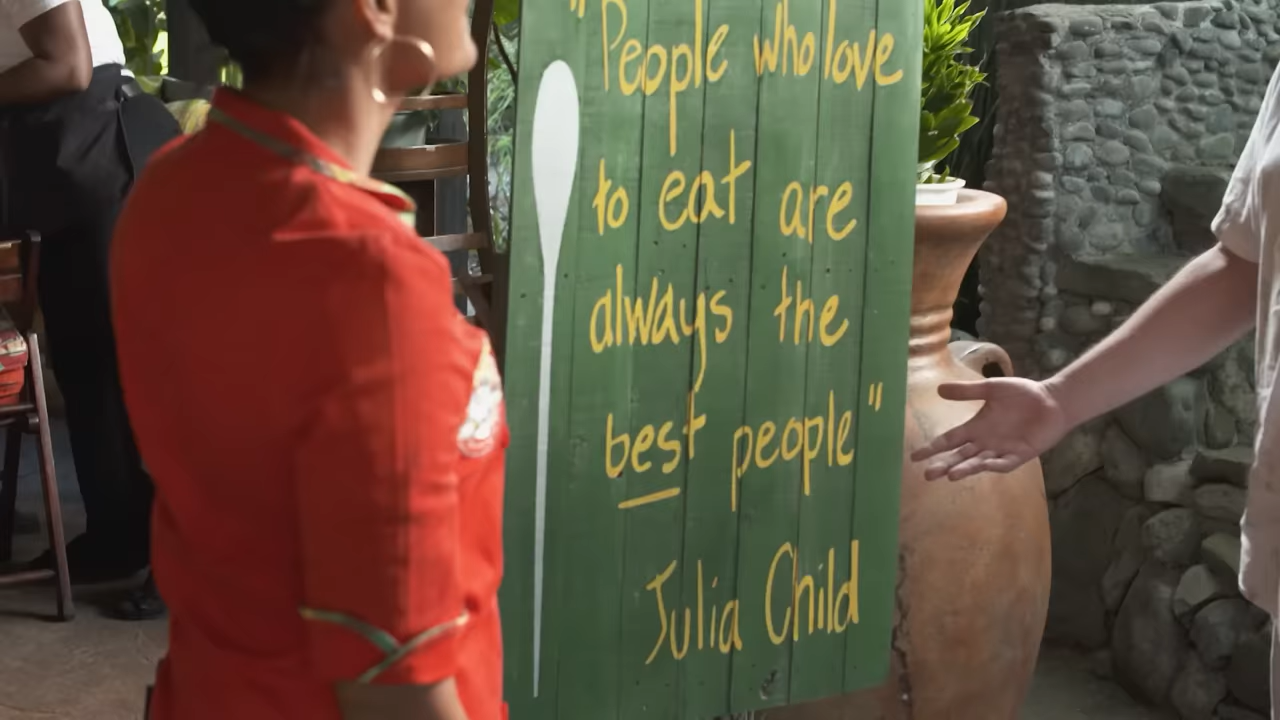 "People who love
to eat are
always the
best people"
Julia Child